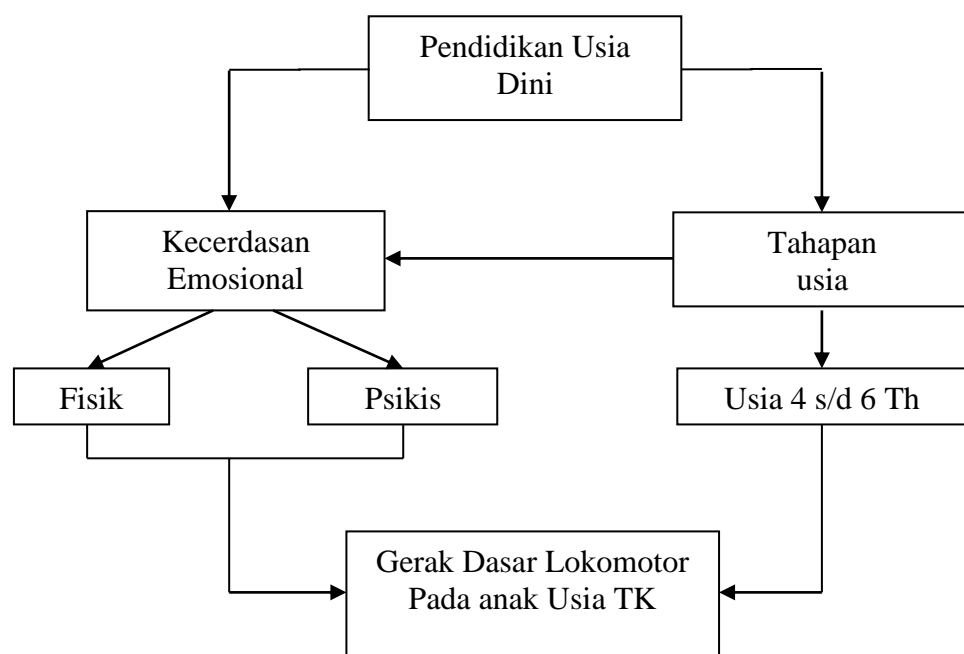 Pendidikan Usia
Dini
Kecerdasan
Emosional
Tahapan
usia
Fisik
Psikis
Usia 4 s/d 6 Th
Gerak Dasar Lokomotor
Pada anak Usia TK